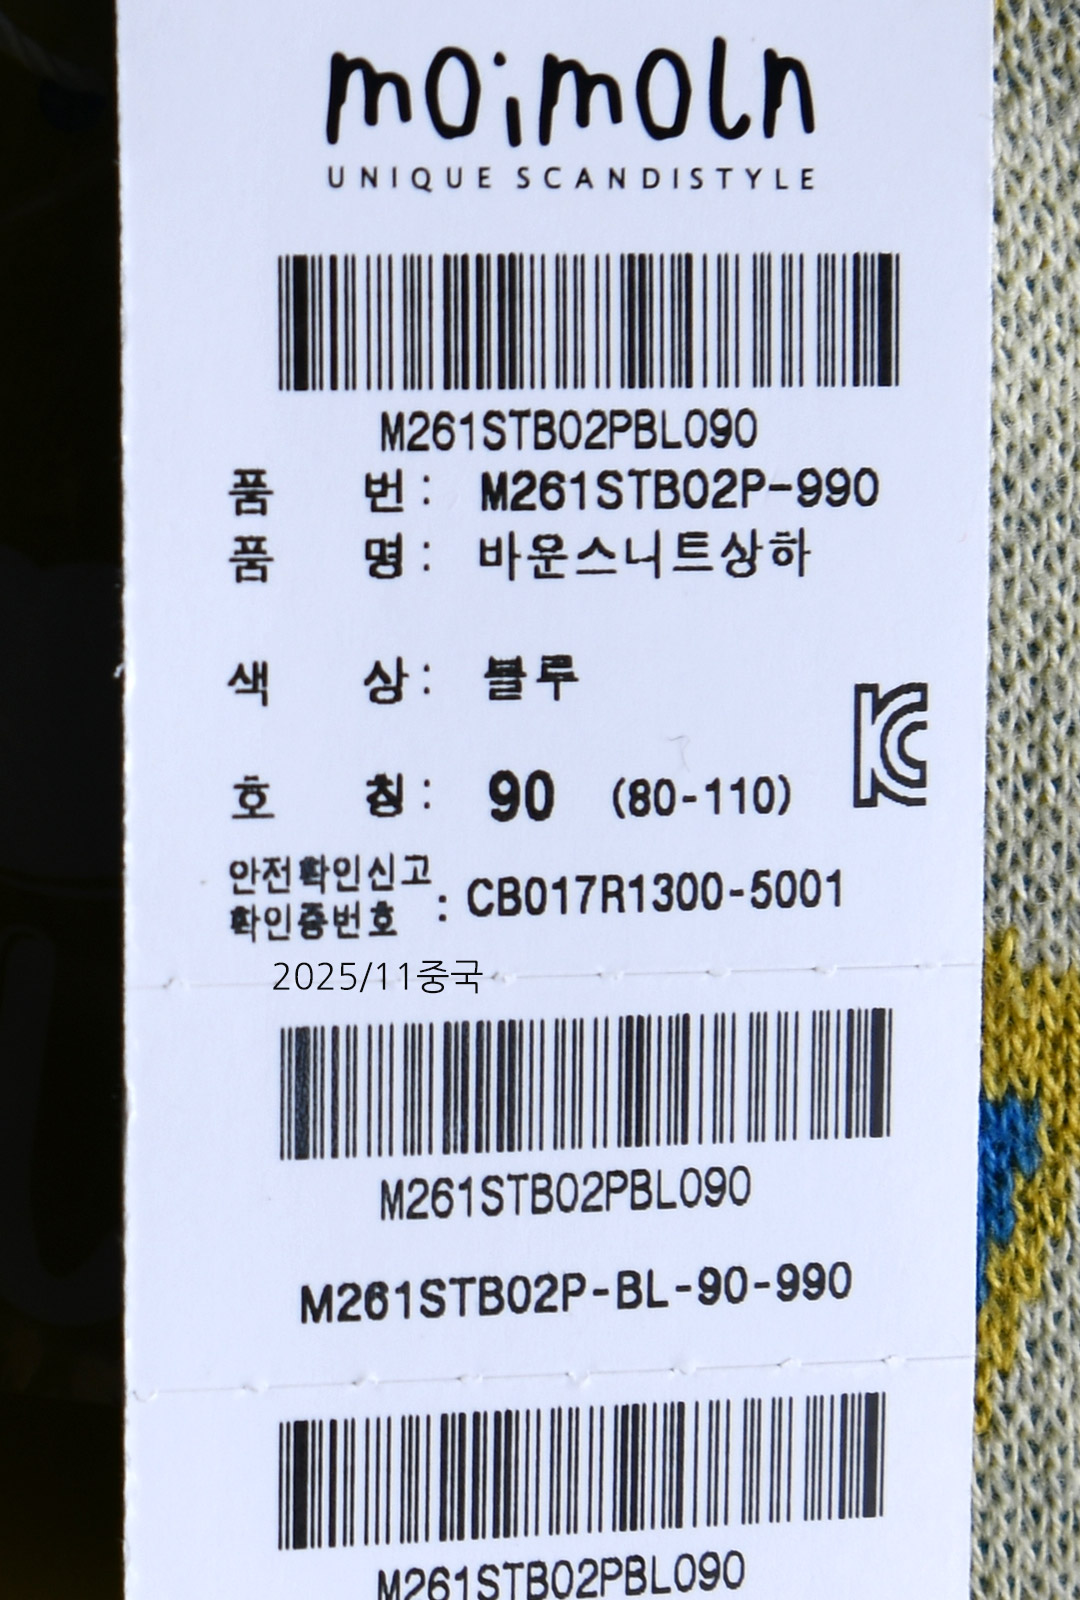 moimoln
UNIQUE SCANDISTYLE
M261STB02PBL090
품 번 : M261STB02P-990
품 명 : 바운스니트상하
색 상 : 블루
호 칭 : 90 (80-110)
안전확인신고
확인증번호 : CB017R1300-5001
2025/11중국
M261STB02PBL090
M261STB02P-BL-90-990
M261STB02PBL090